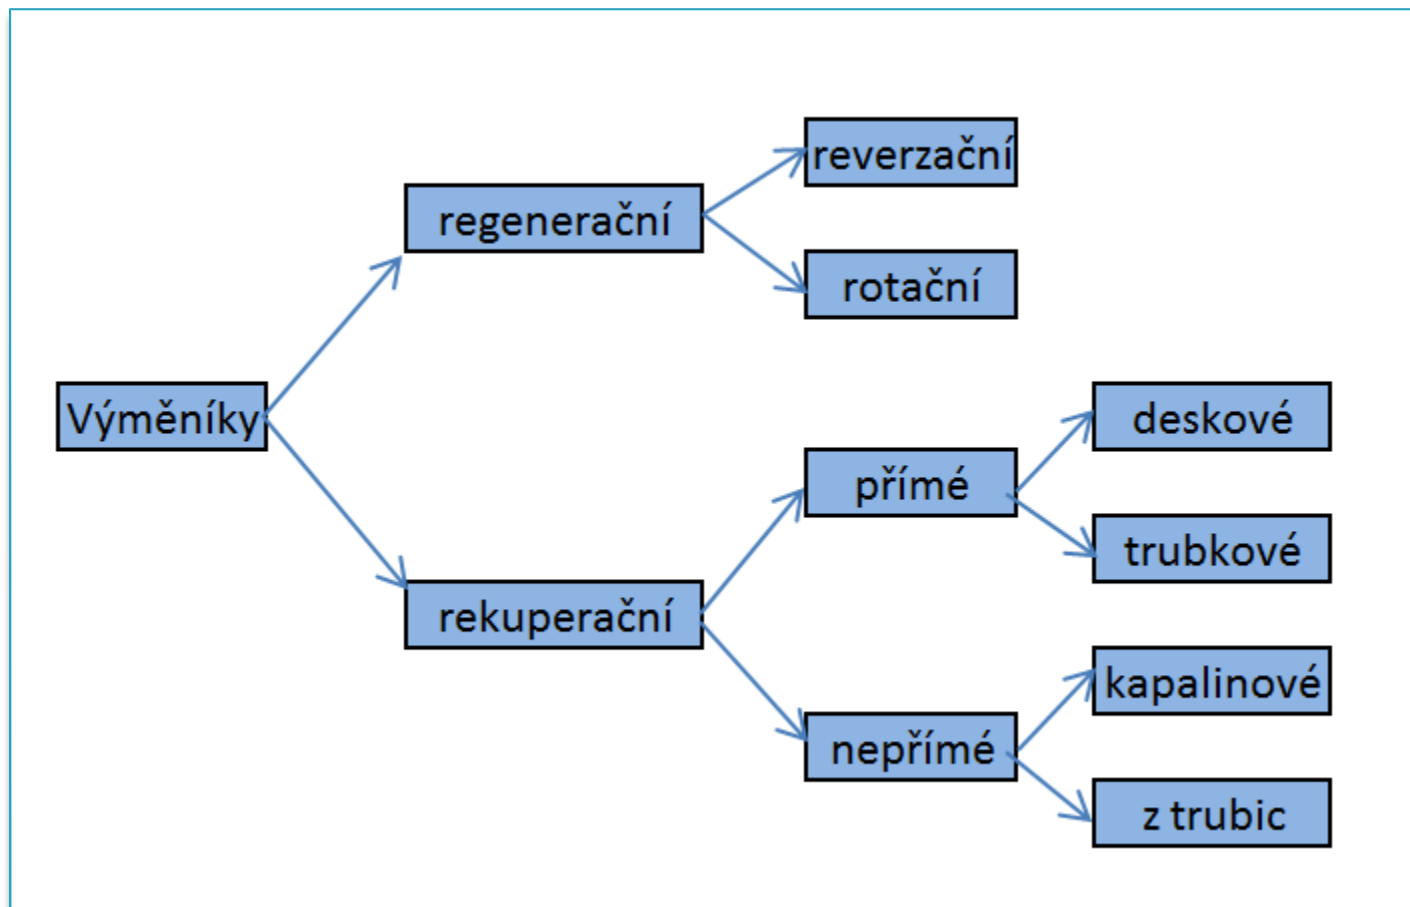 reverzační
regenerační
rotační
Výměníky
deskové
přímé
trubkové
rekuperační
kapalinové
nepřímé
z trubic